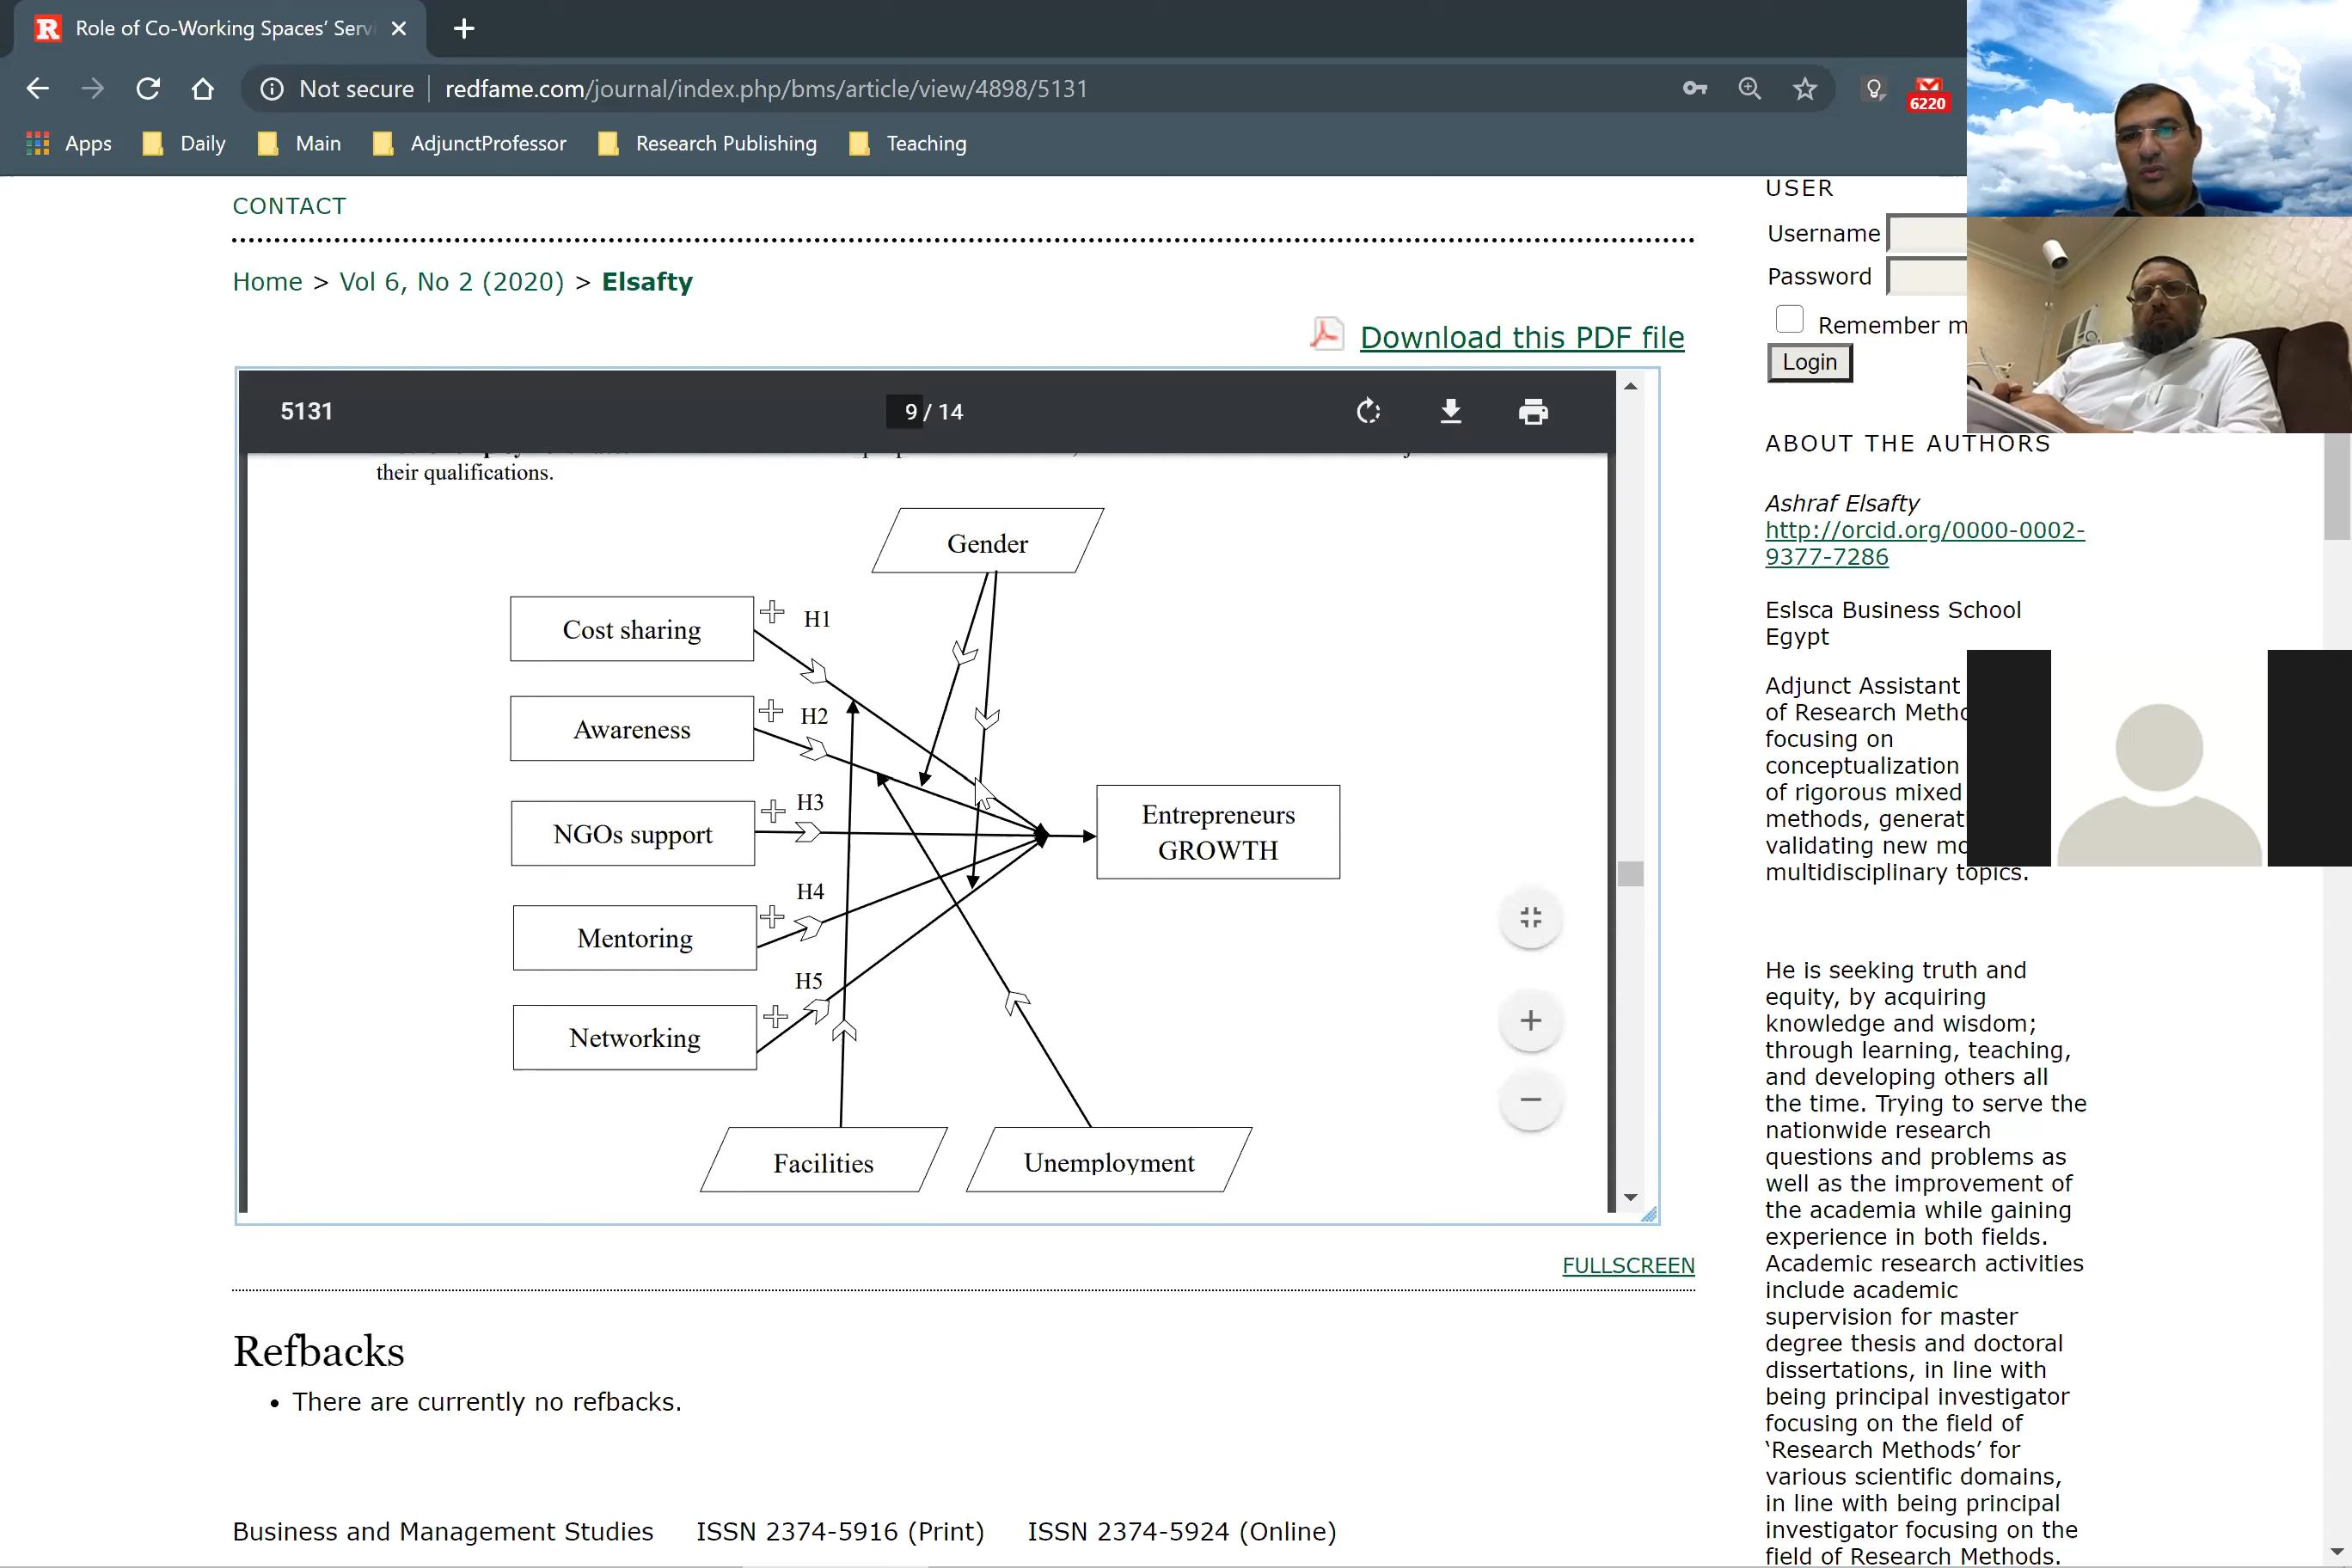 Role of Co-Working Spaces' Serv
Not secure
redfame.com/journal/index.php/bms/article/view/4898/5131
6220
Apps
Daily
Main
AdjunctProfessor
Research Publishing
Teaching
CONTACT
Home > Vol 6, No 2 (2020) > Elsafty
Download this PDF file
5131
9 / 14
their qualifications.
Gender
Cost sharing
H1
Awareness
H2
NGOs support
H3
Mentoring
H4
Networking
H5
Entrepreneurs
GROWTH
Facilities
Unemployment
FULLSCREEN
Refbacks
• There are currently no refbacks.
Business and Management Studies ISSN 2374-5916 (Print) ISSN 2374-5924 (Online)
USER
Username
Password
Remember m
Login
ABOUT THE AUTHORS
Ashraf Elsafty
http://orcid.org/0000-0002-
9377-7286
Eslsca Business School
Egypt
Adjunct Assistant
of Research Metho
focusing on
conceptualization
of rigorous mixed
methods, generati
validating new mo
multidisciplinary topics.
He is seeking truth and
equity, by acquiring
knowledge and wisdom;
through learning, teaching,
and developing others all
the time. Trying to serve the
nationwide research
questions and problems as
well as the improvement of
the academia while gaining
experience in both fields.
Academic research activities
include academic
supervision for master
degree thesis and doctoral
dissertations, in line with
being principal investigator
focusing on the field of
‘Research Methods’ for
various scientific domains,
in line with being principal
investigator focusing on the
field of Research Methods.